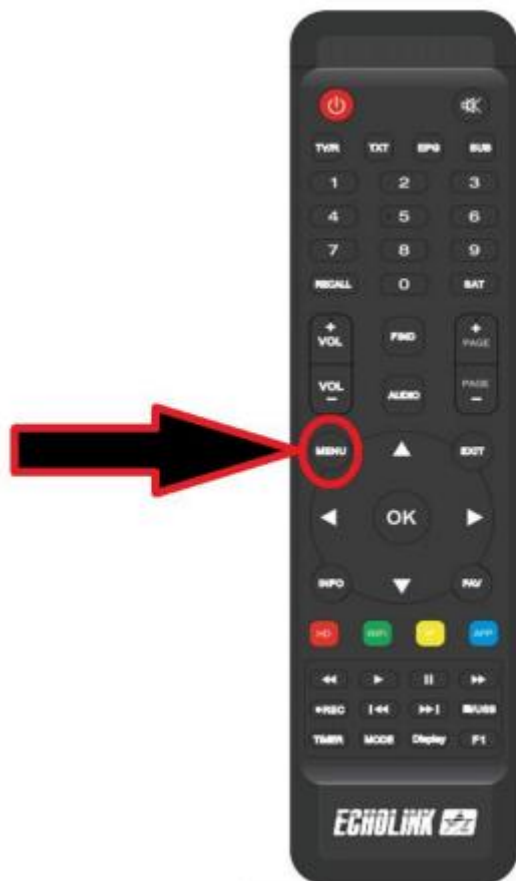 TV/R TXT EPG SUB
1 2 3
4 5 6
7 8 9
RECALL 0 SAT
+ FIND +
VOL PAGE
VOL AUDIO PAGE
- -
MENU EXIT
OK
INFO FAV
HD WiFi APP
REC
TIMER MODE Display F1
ECHOLINK